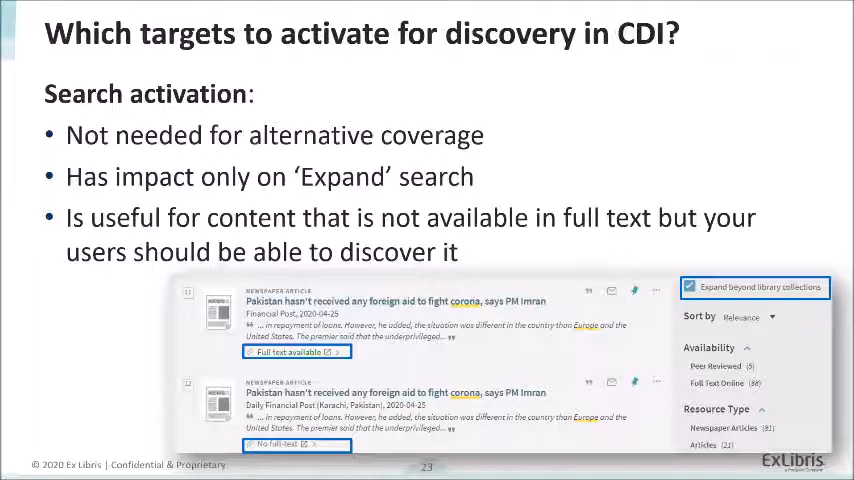 Which targets to activate for discovery in CDI?
Search activation:
• Not needed for alternative coverage
• Has impact only on ‘Expand’ search
• Is useful for content that is not available in full text but your
users should be able to discover it
11
NEWSPAPER ARTICLE
Pakistan hasn't received any foreign aid to fight corona, says PM Imran
Financial Post, 2020-04-25
“ ... in repayment of loans. However, he added, the situation was different in the country than Europe and the
United States. The premier said that the underprivileged... ”
Full text available
12
NEWSPAPER ARTICLE
Pakistan hasn't received any foreign aid to fight corona, says PM Imran
Daily Financial Post (Karachi, Pakistan), 2020-04-25
“ ... in repayment of loans. However, he added, the situation was different in the country than Europe and the
United States. The premier said that the underprivileged... ”
No full-text
Expand beyond library collections
Sort by Relevance
Availability
Peer Reviewed (5)
Full Text Online (88)
Resource Type
Newspaper Articles (81)
Articles (21)
© 2020 Ex Libris | Confidential & Proprietary
23
ExLibris